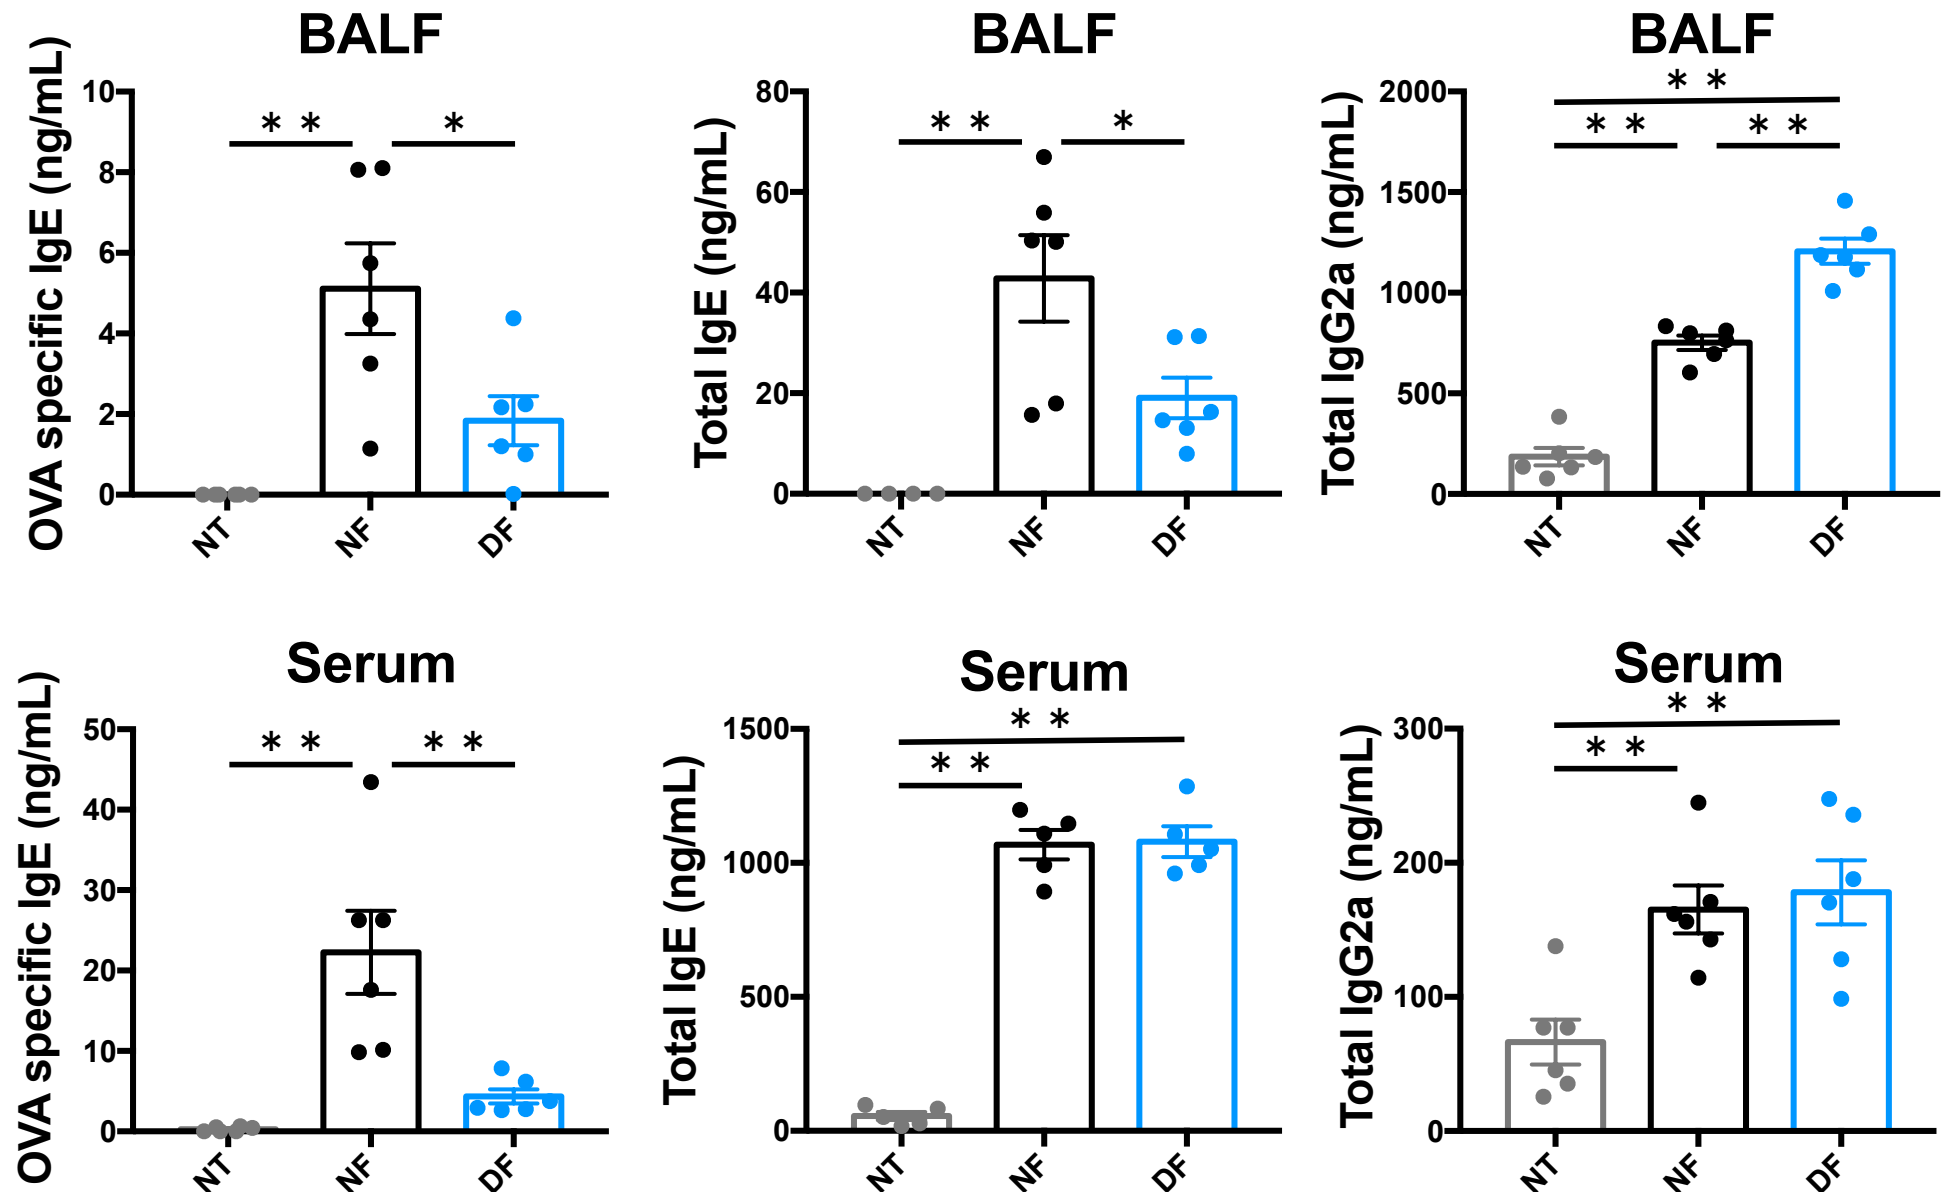 BALF
OVA specific IgE (ng/mL)
10
8
6
4
2
0
* *
*
NT
NF
DF
BALF
Total IgE (ng/mL)
80
60
40
20
0
* *
*
NT
NF
DF
BALF
Total IgG2a (ng/mL)
2000
1500
1000
500
0
* *
* *
* *
NT
NF
DF
Serum
OVA specific IgE (ng/mL)
50
40
30
20
10
0
* *
* *
NT
NF
DF
Serum
Total IgE (ng/mL)
1500
1000
500
0
* *
* *
NT
NF
DF
Serum
Total IgG2a (ng/mL)
300
200
100
0
* *
* *
NT
NF
DF